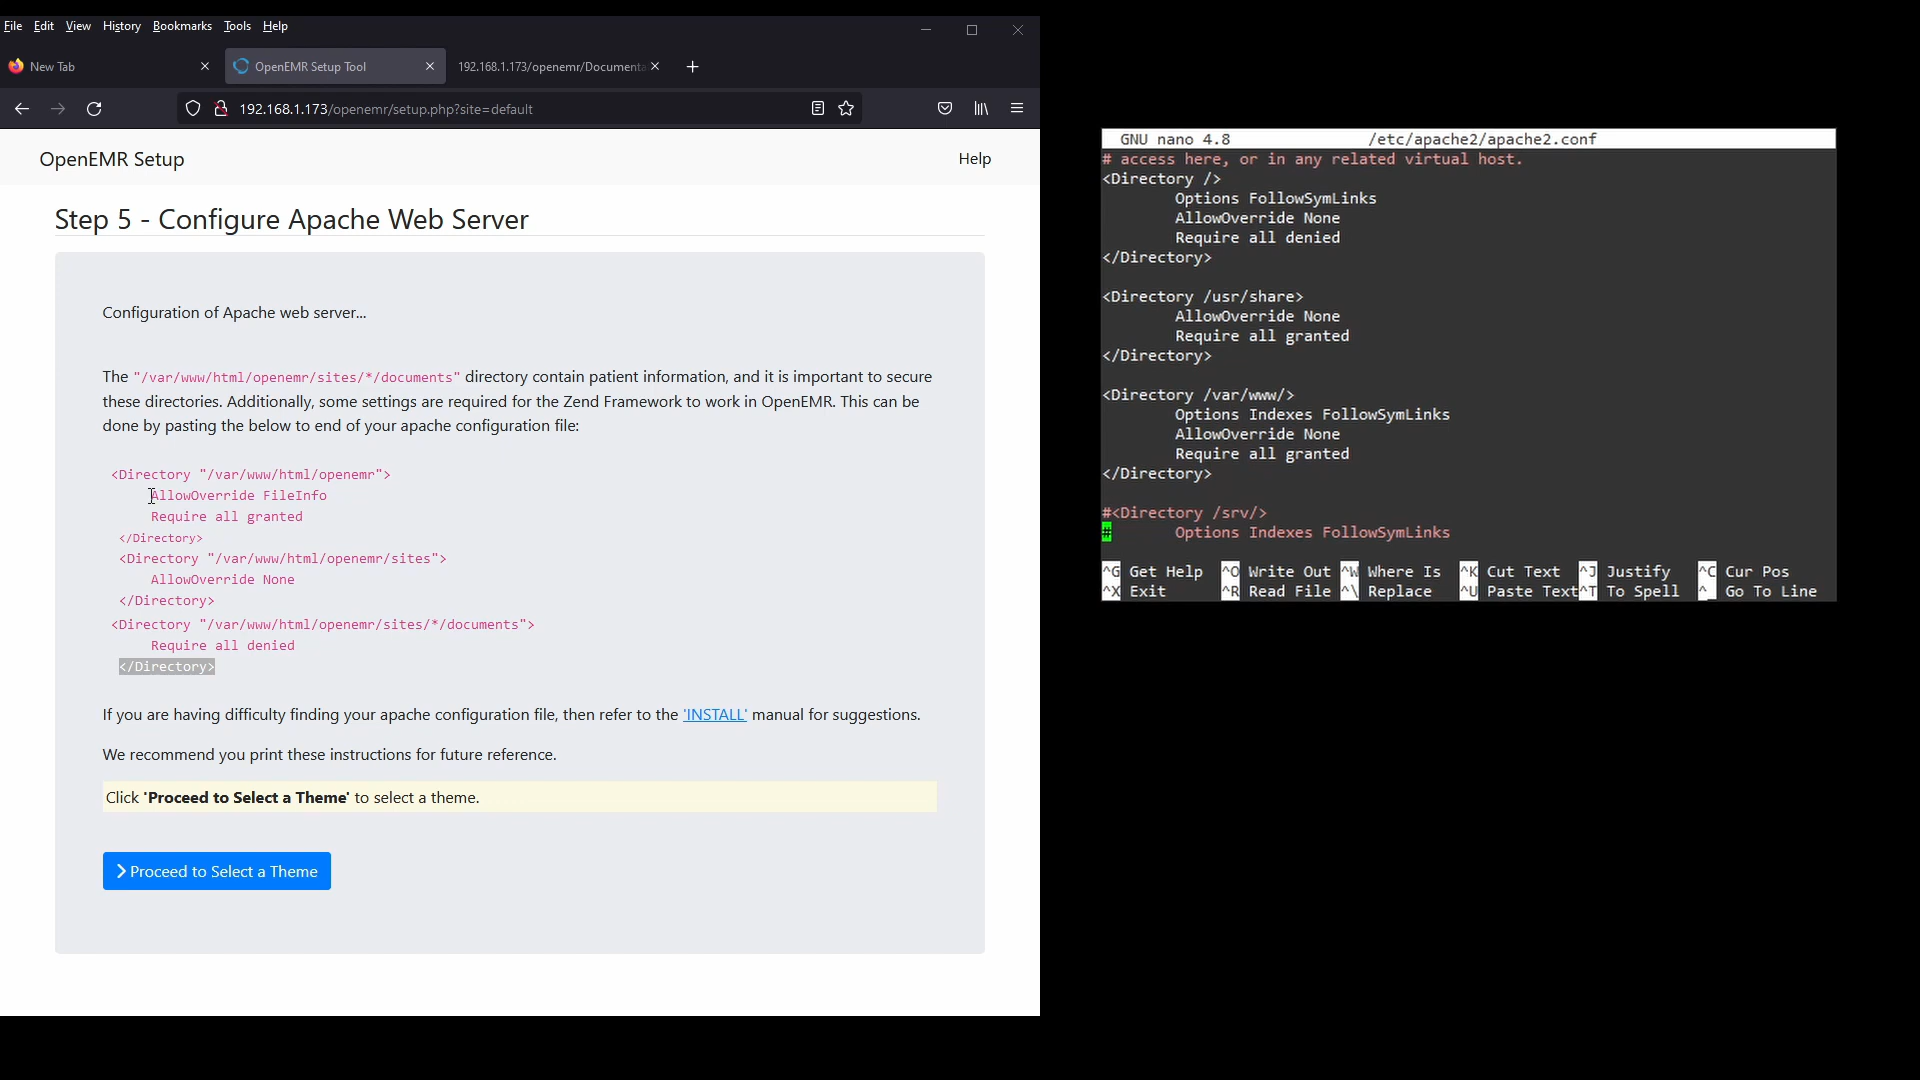 File Edit View History Bookmarks Tools Help
New Tab
OpenEMR Setup Tool
192.168.1.173/openemr/Documenta
192.168.1.173/openemr/setup.php?site=default
OpenEMR Setup
Help
Step 5 - Configure Apache Web Server
Configuration of Apache web server...
The "/var/www/html/openemr/sites/*/documents" directory contain patient information, and it is important to secure
these directories. Additionally, some settings are required for the Zend Framework to work in OpenEMR. This can be
done by pasting the below to end of your apache configuration file:
<Directory "/var/www/html/openemr">
AllowOverride FileInfo
Require all granted
</Directory>
<Directory "/var/www/html/openemr/sites">
AllowOverride None
</Directory>
<Directory "/var/www/html/openemr/sites/*/documents">
Require all denied
</Directory>
If you are having difficulty finding your apache configuration file, then refer to the 'INSTALL' manual for suggestions.
We recommend you print these instructions for future reference.
Click 'Proceed to Select a Theme' to select a theme.
Proceed to Select a Theme
GNU nano 4.8 /etc/apache2/apache2.conf
# access here, or in any related virtual host.
<Directory />
Options FollowSymLinks
AllowOverride None
Require all denied
</Directory>
<Directory /usr/share>
AllowOverride None
Require all granted
</Directory>
<Directory /var/www/>
Options Indexes FollowSymLinks
AllowOverride None
Require all granted
</Directory>
#<Directory /srv/>
# Options Indexes FollowSymLinks
^G Get Help ^O Write Out ^W Where Is ^K Cut Text ^J Justify ^C Cur Pos
^X Exit ^R Read File ^\ Replace ^U Paste Text ^T To Spell ^_ Go To Line